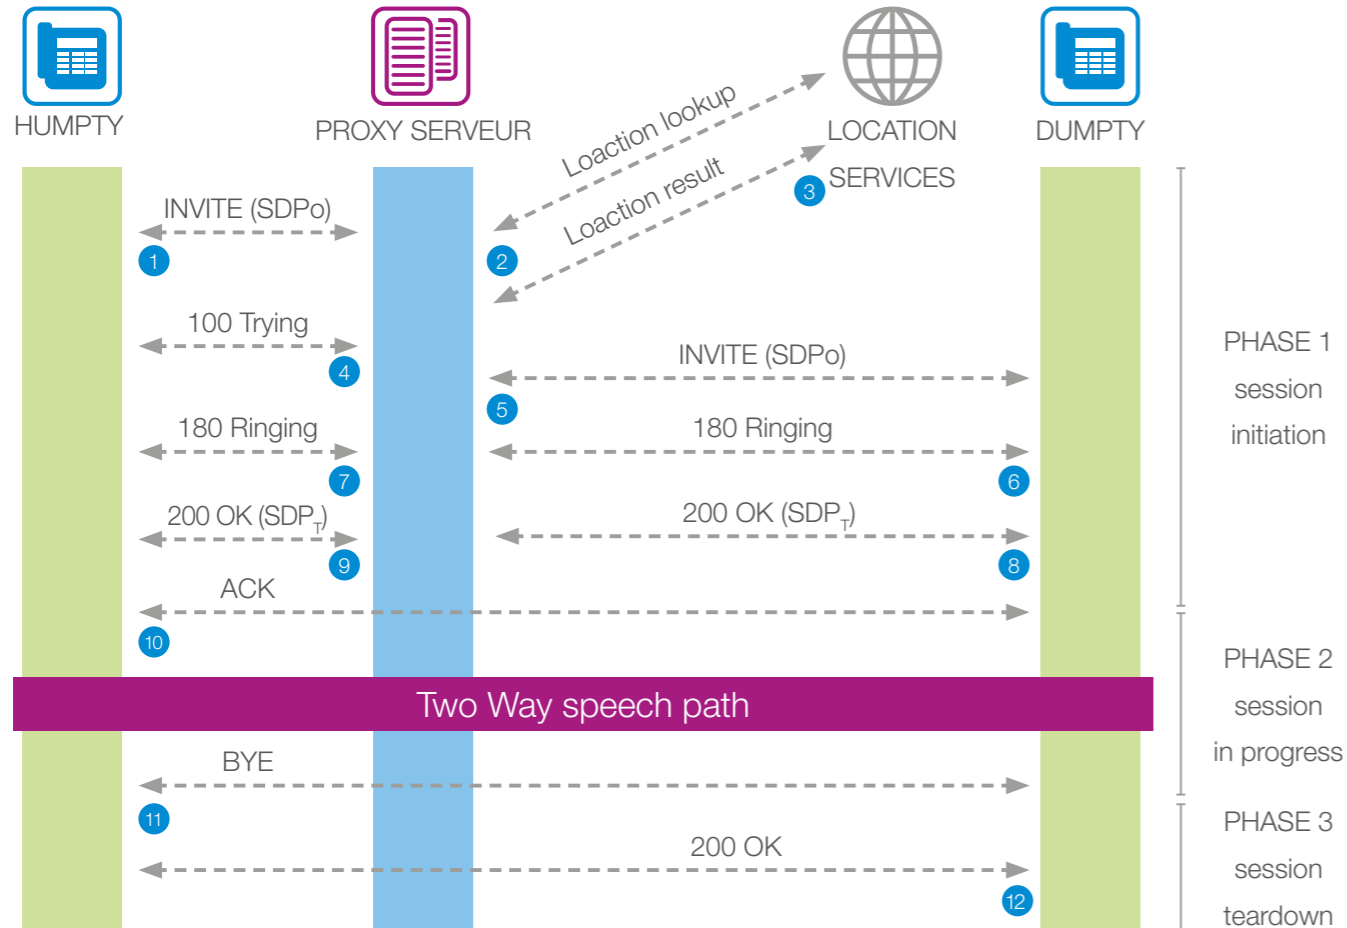 HUMPTY
PROXY SERVEUR
LOCATION
SERVICES
DUMPTY
Loaction lookup
Loaction result
3
INVITE (SDPo)
1
2
100 Trying
4
INVITE (SDPo)
5
180 Ringing
7
180 Ringing
6
200 OK (SDPT)
9
200 OK (SDPT)
8
ACK
10
Two Way speech path
BYE
11
200 OK
12
PHASE 1
session
initiation
PHASE 2
session
in progress
PHASE 3
session
teardown